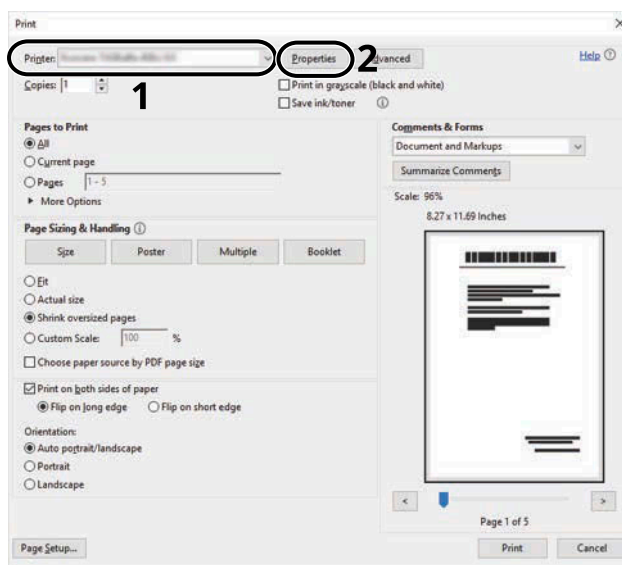 Print
Printer:
Properties
2
dvanced
Help
Copies: 1
1
Print in grayscale (black and white)
Save ink/toner
Pages to Print
All
Current page
Pages 1 - 5
More Options
Comments & Forms
Document and Markups
Summarize Comments
Scale: 96%
8.27 x 11.69 Inches
Page Sizing & Handling
Size Poster Multiple Booklet
Fit
Actual size
Shrink oversized pages
Custom Scale: 100 %
Choose paper source by PDF page size
Print on both sides of paper
Flip on long edge Flip on short edge
Orientation:
Auto portrait/landscape
Portrait
Landscape
< >
Page 1 of 5
Page Setup... Print Cancel